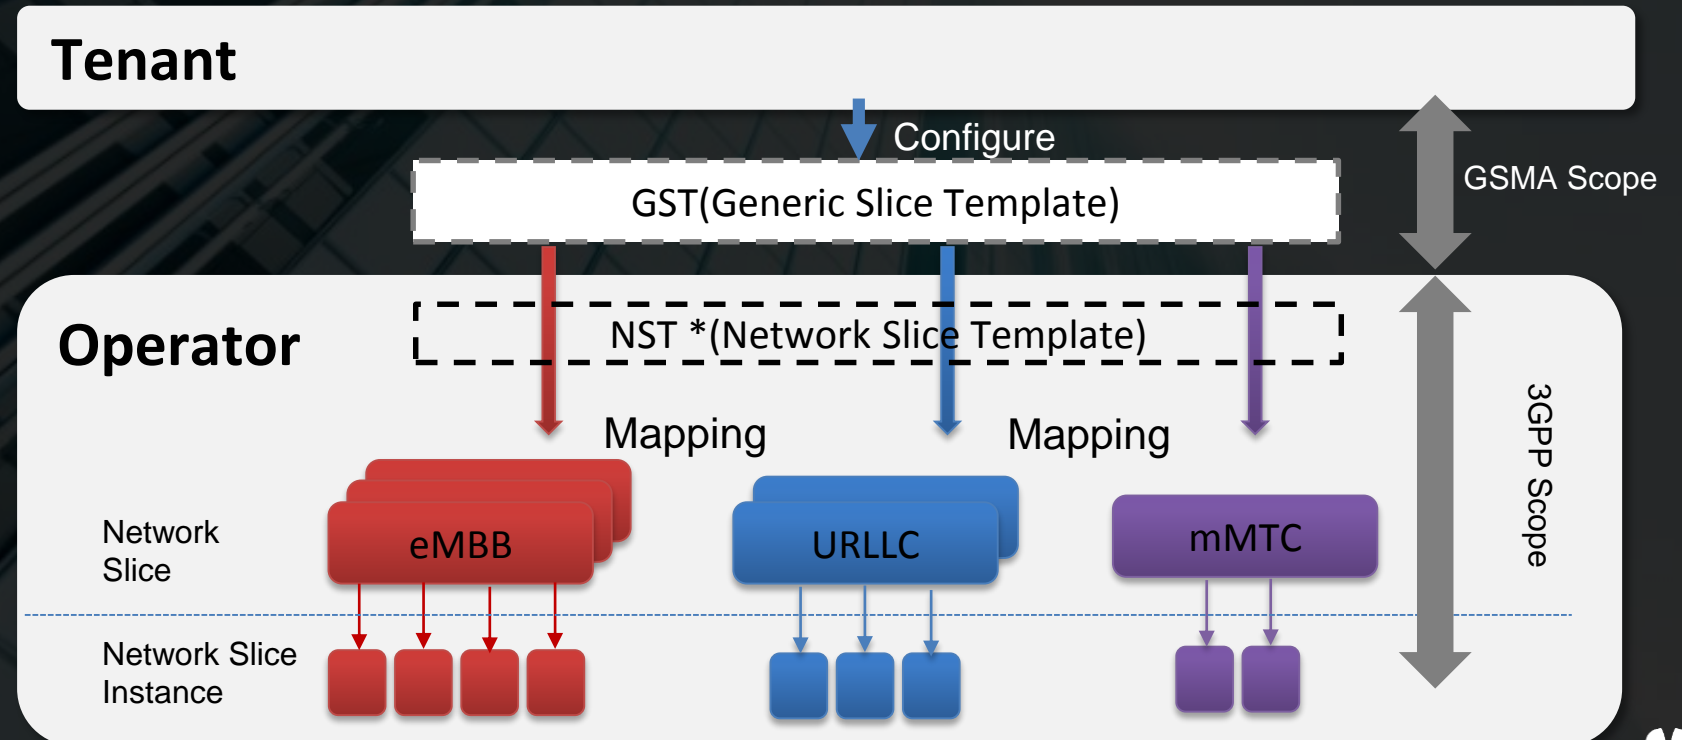 Tenant
Configure
GSMA Scope
GST(Generic Slice Template)
Operator
NST *(Network Slice Template)
Mapping
Mapping
3GPP Scope
Network
Slice
eMBB
URLLC
mMTC
Network Slice
Instance